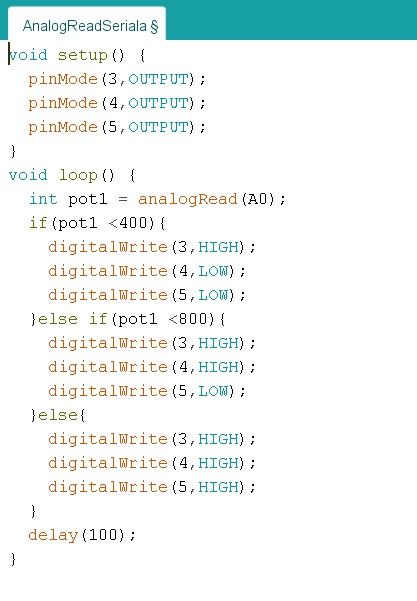 AnalogReadSeriala §
void setup() {
  pinMode(3,OUTPUT);
  pinMode(4,OUTPUT);
  pinMode(5,OUTPUT);
}
void loop() {
  int pot1 = analogRead(A0);
  if(pot1 <400){
    digitalWrite(3,HIGH);
    digitalWrite(4,LOW);
    digitalWrite(5,LOW);
  }else if(pot1 <800){
    digitalWrite(3,HIGH);
    digitalWrite(4,HIGH);
    digitalWrite(5,LOW);
  }else{
    digitalWrite(3,HIGH);
    digitalWrite(4,HIGH);
    digitalWrite(5,HIGH);
  }
  delay(100);
}